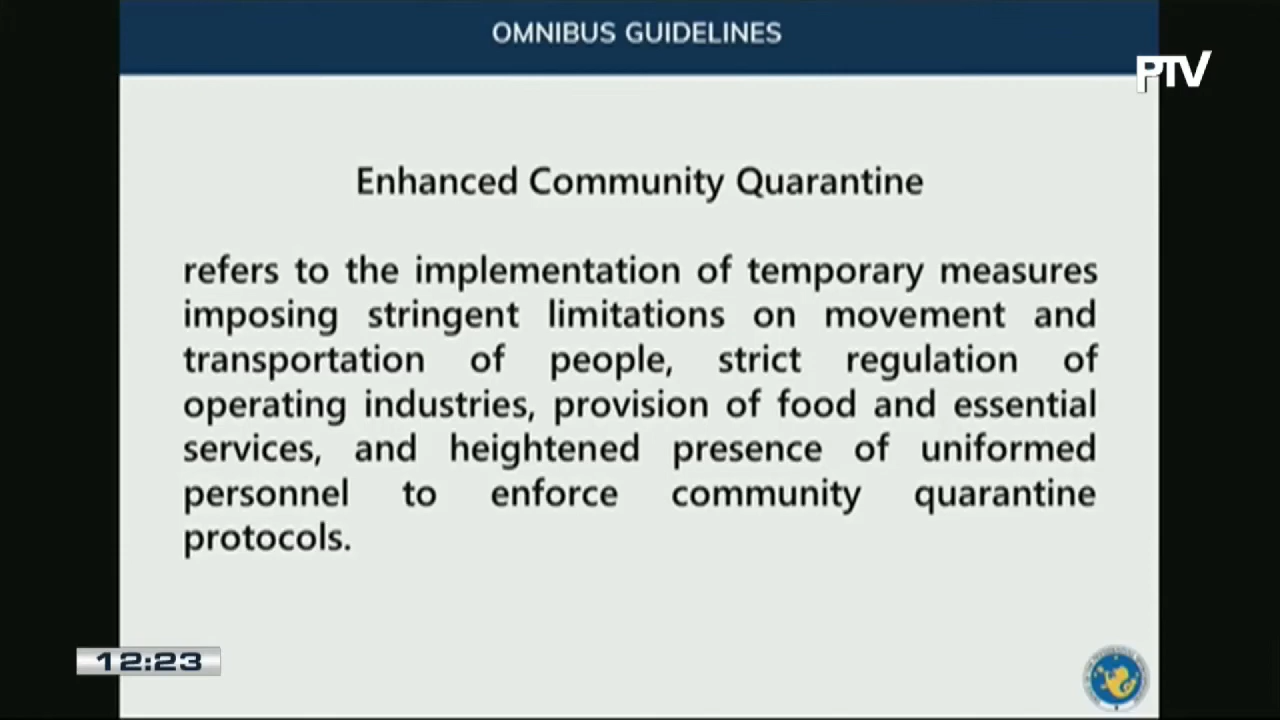 OMNIBUS GUIDELINES
PTV
Enhanced Community Quarantine
refers to the implementation of temporary measures
imposing stringent limitations on movement and
transportation of people, strict regulation of
operating industries, provision of food and essential
services, and heightened presence of uniformed
personnel to enforce community quarantine
protocols.
12:23